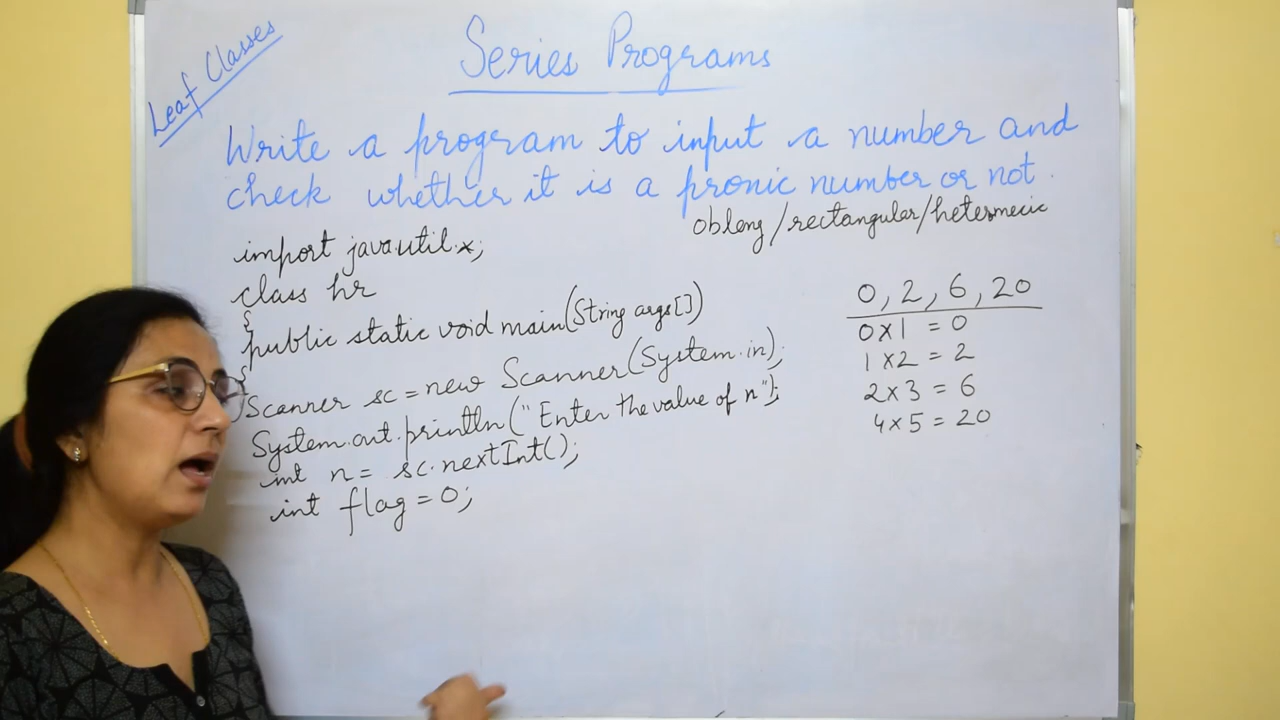 Leaf Classes
Series Programs
Write a program to input a number and
check whether it is a pronic number or not.
oblong/rectangular/heteromecic
import java.util.*;
class hr
{
public static void main(String args[])
{
Scanner sc = new Scanner(System.in);
System.out.println("Enter the value of n");
int n = sc.nextInt();
int flag = 0;
0, 2, 6, 20
0x1 = 0
1x2 = 2
2x3 = 6
4x5 = 20